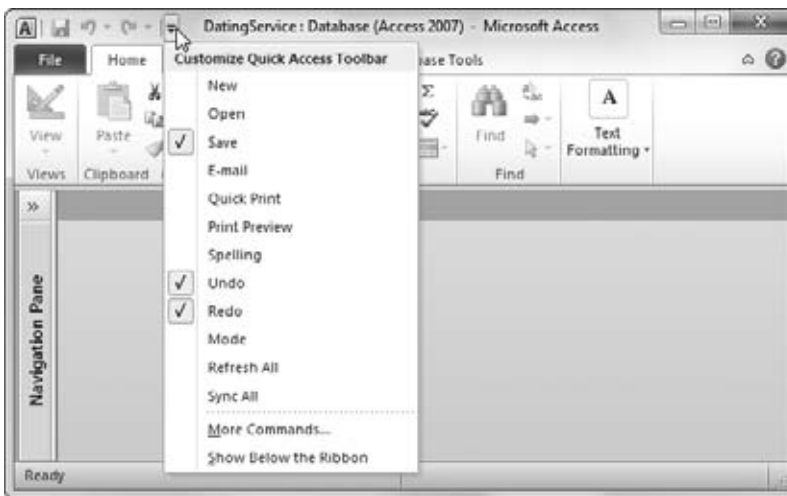 A
DatingService : Database (Access 2007) - Microsoft Access
File
Home
ase Tools
Customize Quick Access Toolbar
New
Open
Save
E-mail
Quick Print
Print Preview
Spelling
Undo
Redo
Mode
Refresh All
Sync All
More Commands...
Show Below the Ribbon
View
Views
Paste
Clipboard
Σ
Find
Find
A
Text
Formatting
»
Navigation Pane
Ready